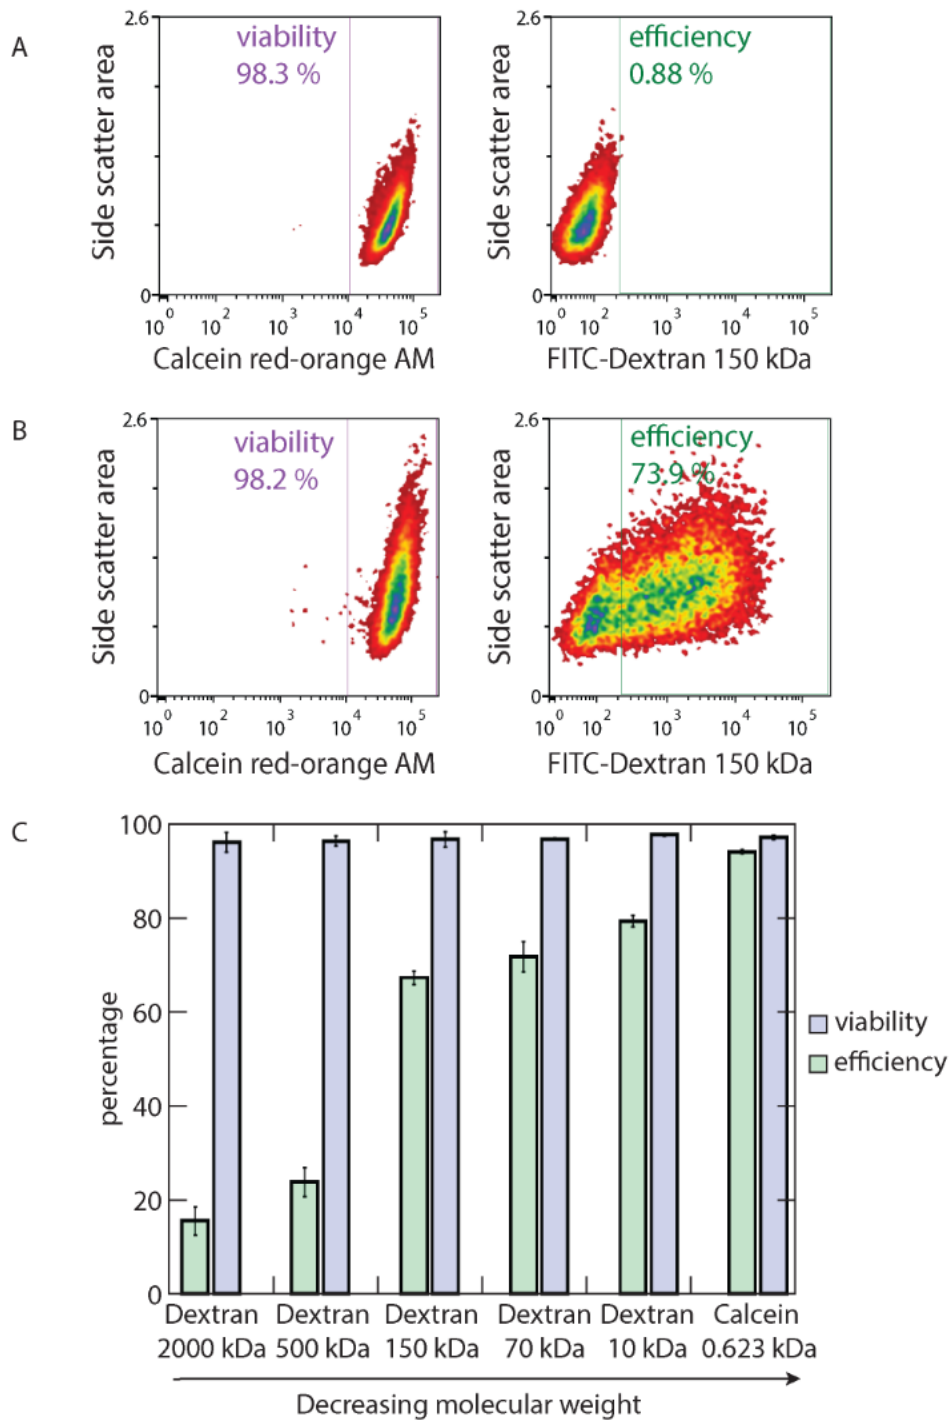 A
2.6
viability
98.3 %
Side scatter area
0
10^0 10^2 10^3 10^4 10^5
Calcein red-orange AM
2.6
efficiency
0.88 %
Side scatter area
0
10^0 10^2 10^3 10^4 10^5
FITC-Dextran 150 kDa
B
2.6
viability
98.2 %
Side scatter area
0
10^0 10^2 10^3 10^4 10^5
Calcein red-orange AM
2.6
efficiency
73.9 %
Side scatter area
0
10^0 10^2 10^3 10^4 10^5
FITC-Dextran 150 kDa
C
100
80
60
40
20
0
percentage
viability
efficiency
Dextran
2000 kDa
Dextran
500 kDa
Dextran
150 kDa
Dextran
70 kDa
Dextran
10 kDa
Calcein
0.623 kDa
Decreasing molecular weight